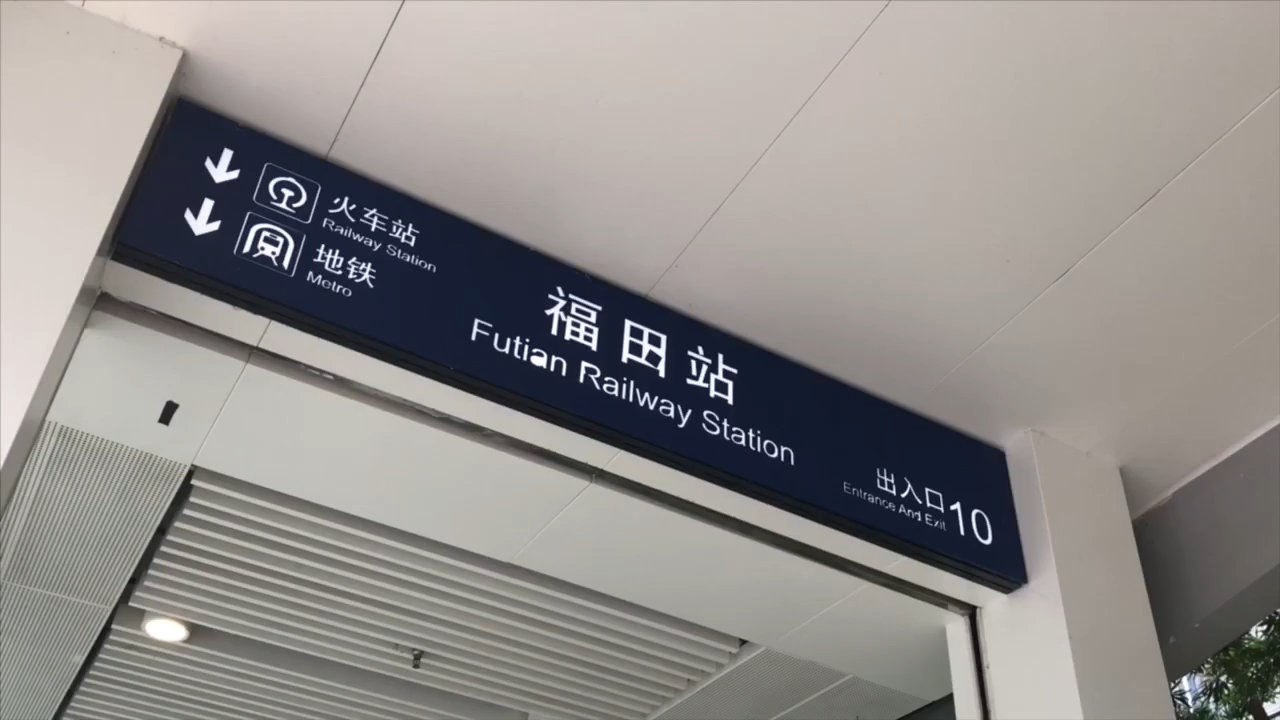 火车站
Railway Station
地铁
Metro
福田站
Futian Railway Station
出入口
Entrance And Exit
10